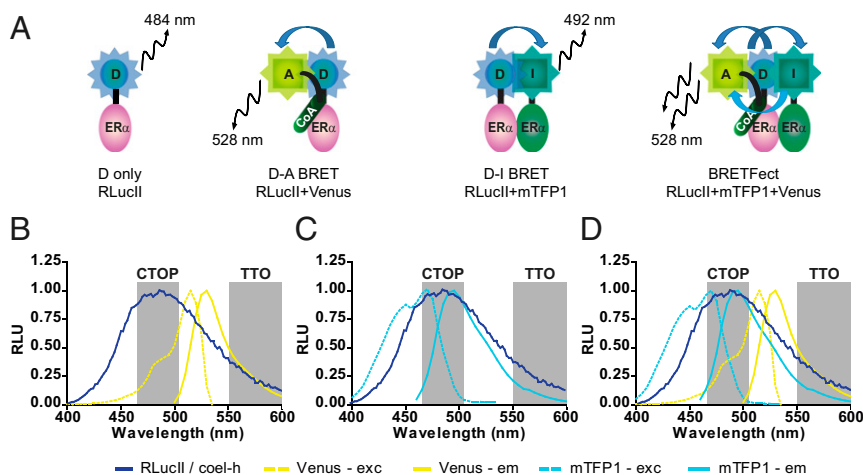 A
484 nm
492 nm
D
A
D
D
I
A
D
I
CoA
CoA
ERα
528 nm
ERα
ERα
ERα
528 nm
ERα
ERα
D only
RLucII
D-A BRET
RLucII+Venus
D-I BRET
RLucII+mTFP1
BRETFect
RLucII+mTFP1+Venus
B
CTOP
TTO
1.25
1.00
0.75
0.50
0.25
0.00
RLU
400
450
500
550
600
Wavelength (nm)
C
CTOP
TTO
1.25
1.00
0.75
0.50
0.25
0.00
RLU
400
450
500
550
600
Wavelength (nm)
D
CTOP
TTO
1.25
1.00
0.75
0.50
0.25
0.00
RLU
400
450
500
550
600
Wavelength (nm)
RLucII / coel-h
Venus - exc
Venus - em
mTFP1 - exc
mTFP1 - em